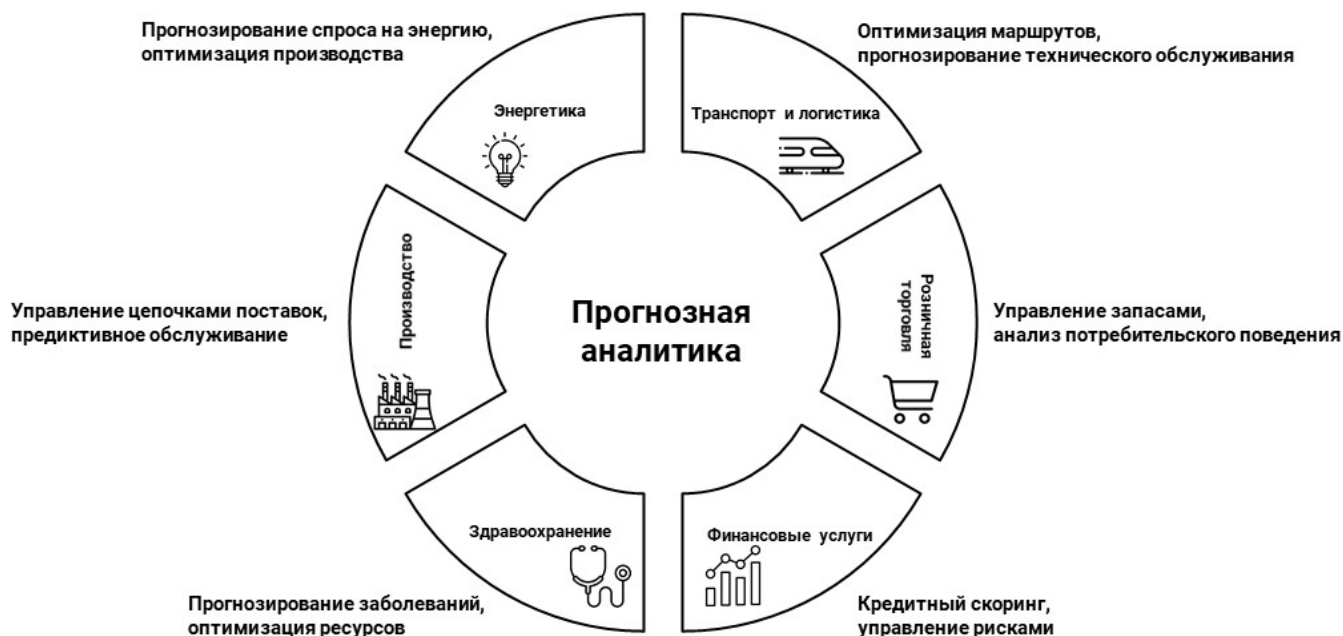 Прогнозирование спроса на энергию,
оптимизация производства
Оптимизация маршрутов,
прогнозирование технического обслуживания
Энергетика
Транспорт и логистика
Производство
Розничная
торговля
Управление цепочками поставок,
предиктивное обслуживание
Прогнозная
аналитика
Управление запасами,
анализ потребительского поведения
Здравоохранение
Финансовые услуги
Прогнозирование заболеваний,
оптимизация ресурсов
Кредитный скоринг,
управление рисками